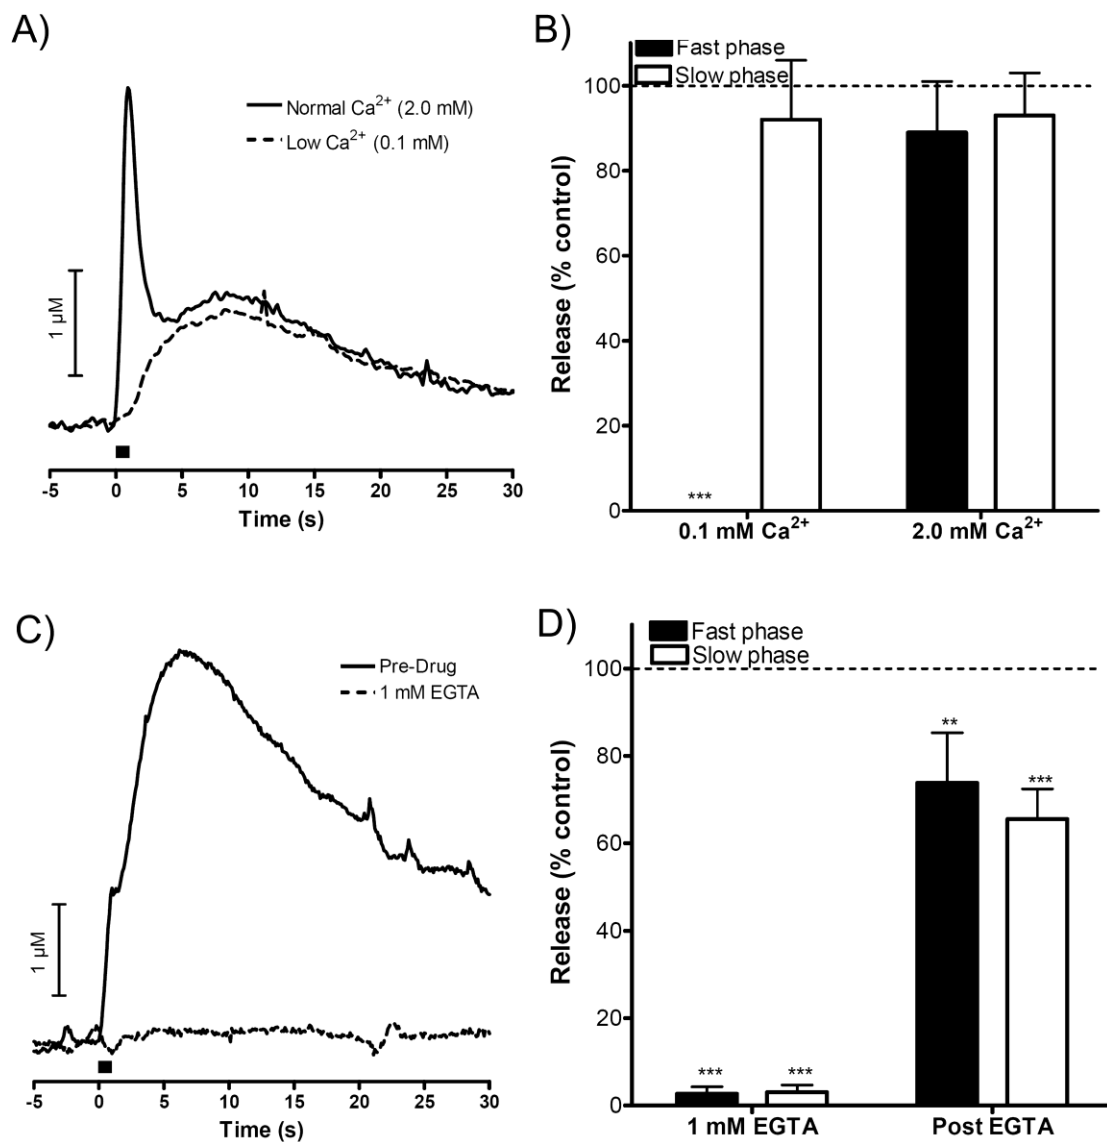 A)
Normal Ca²⁺ (2.0 mM)
Low Ca²⁺ (0.1 mM)
1 µM
-5 0 5 10 15 20 25 30
Time (s)
B)
Fast phase
Slow phase
100
80
60
40
20
0
Release (% control)
***
0.1 mM Ca²⁺ 2.0 mM Ca²⁺
C)
Pre-Drug
1 mM EGTA
1 µM
-5 0 5 10 15 20 25 30
Time (s)
D)
Fast phase
Slow phase
100
80
60
40
20
0
Release (% control)
** ***
*** ***
1 mM EGTA Post EGTA